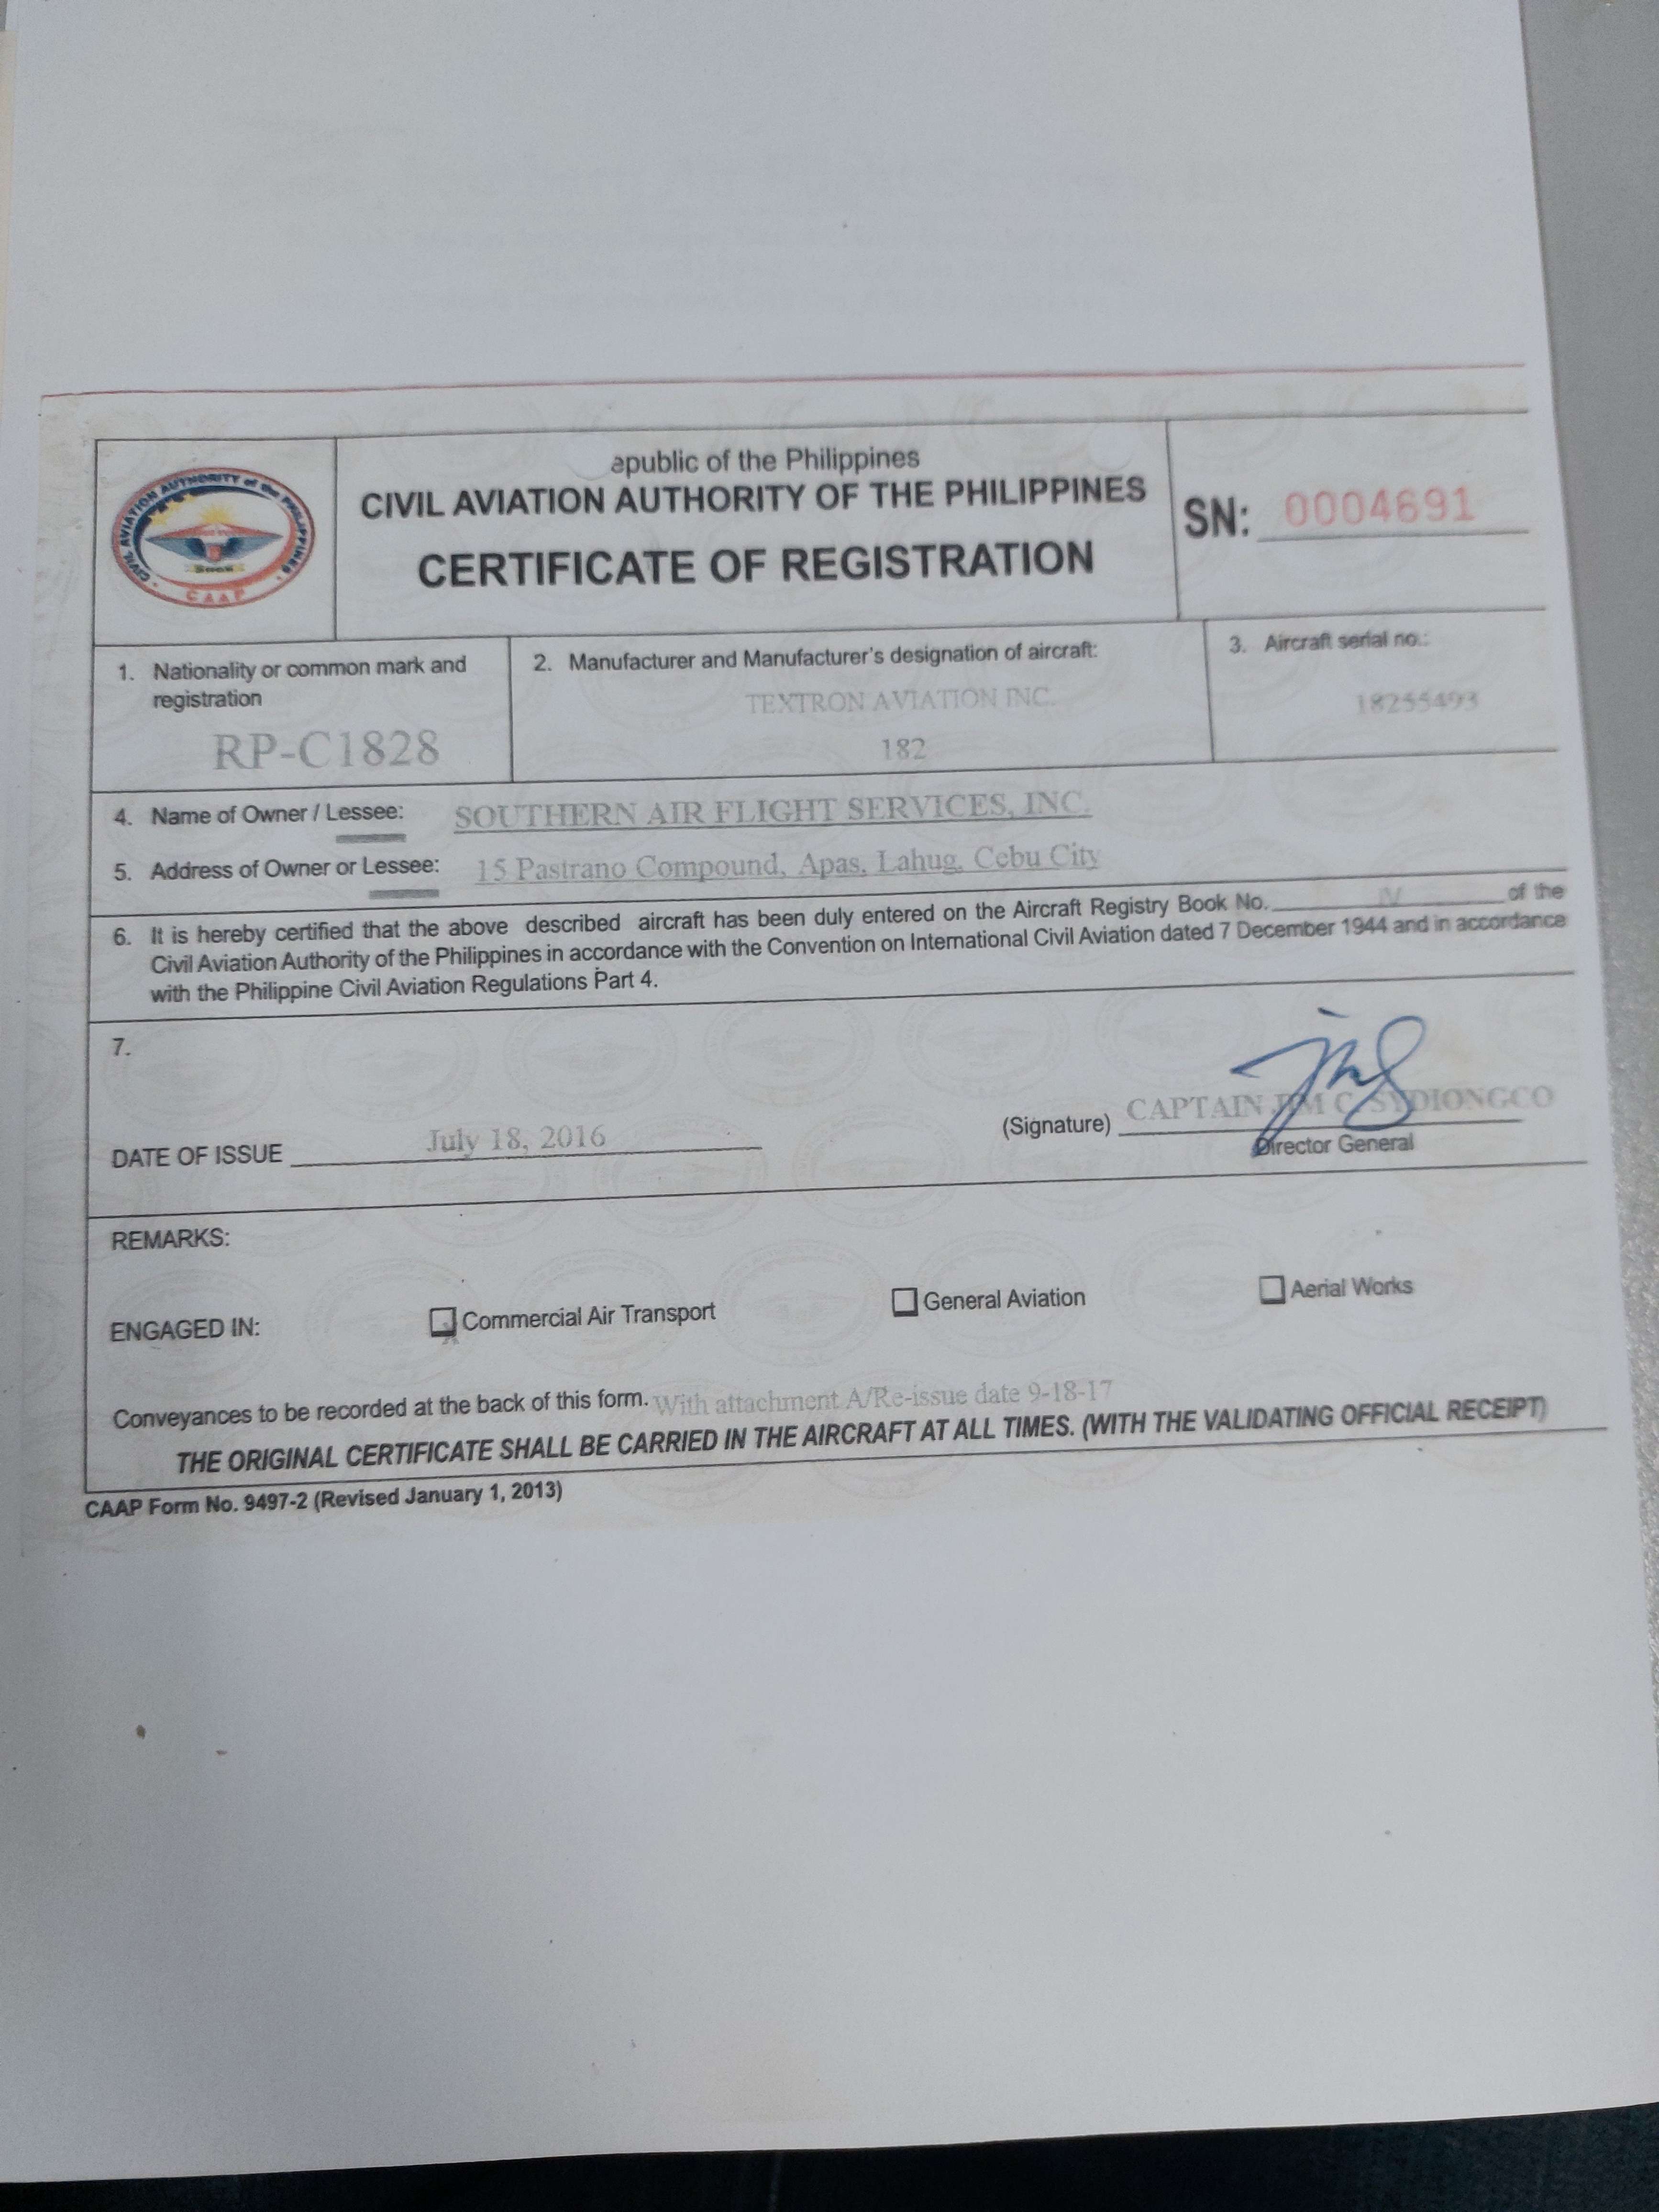 CIVIL AVIATION AUTHORITY of the PHILIPPINES
CAAP
epublic of the Philippines
CIVIL AVIATION AUTHORITY OF THE PHILIPPINES
CERTIFICATE OF REGISTRATION
SN: 0004691
1. Nationality or common mark and
registration
RP-C1828
2. Manufacturer and Manufacturer's designation of aircraft:
TEXTRON AVIATION INC.
182
3. Aircraft serial no.:
18255493
4. Name of Owner / Lessee: SOUTHERN AIR FLIGHT SERVICES, INC.
5. Address of Owner or Lessee: 15 Pastrano Compound, Apas, Lahug, Cebu City
6. It is hereby certified that the above described aircraft has been duly entered on the Aircraft Registry Book No. IV of the
Civil Aviation Authority of the Philippines in accordance with the Convention on International Civil Aviation dated 7 December 1944 and in accordance
with the Philippine Civil Aviation Regulations Part 4.
7.
DATE OF ISSUE July 18, 2016
(Signature) CAPTAIN JIM C. SYDIONGCO
Director General
REMARKS:
ENGAGED IN: Commercial Air Transport General Aviation Aerial Works
Conveyances to be recorded at the back of this form. With attachment A/Re-issue date 9-18-17
THE ORIGINAL CERTIFICATE SHALL BE CARRIED IN THE AIRCRAFT AT ALL TIMES. (WITH THE VALIDATING OFFICIAL RECEIPT)
CAAP Form No. 9497-2 (Revised January 1, 2013)